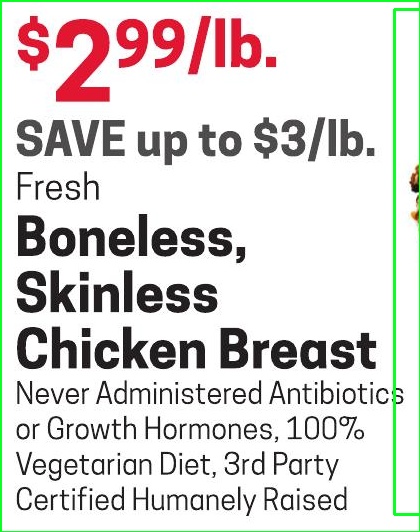 $2.99/lb.
SAVE up to $3/lb.
Fresh
Boneless,
Skinless
Chicken Breast
Never Administered Antibiotics
or Growth Hormones, 100%
Vegetarian Diet, 3rd Party
Certified Humanely Raised